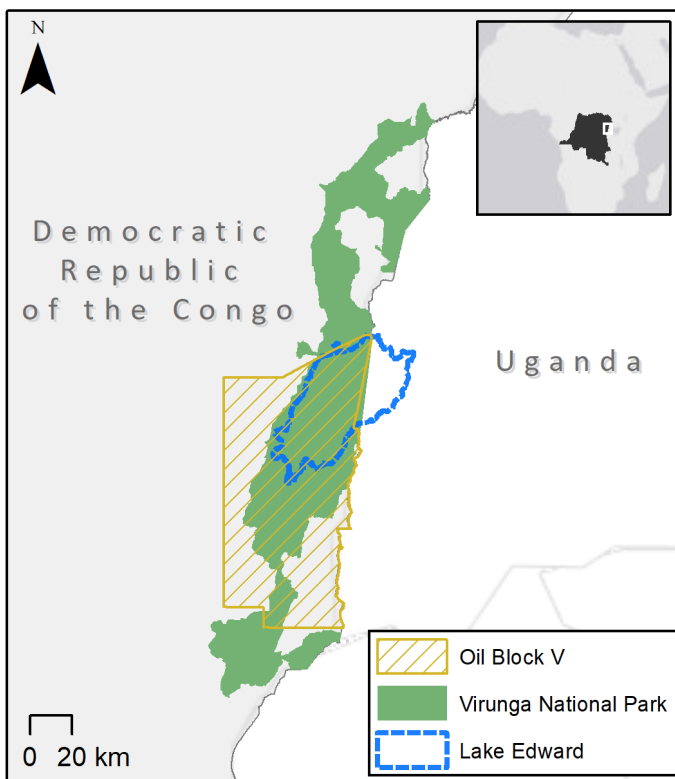 N
Democratic
Republic
of the Congo
Uganda
Oil Block V
Virunga National Park
Lake Edward
0 20 km